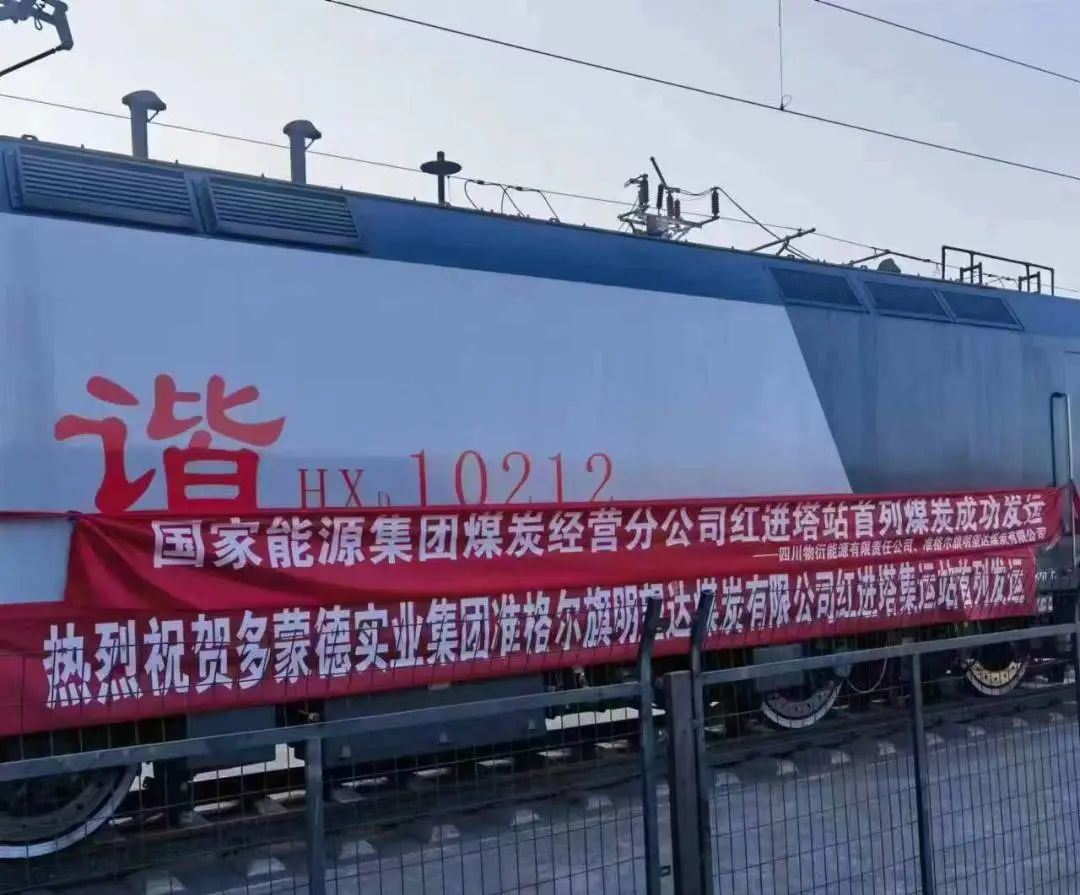 谐
HXD10212
国家能源集团煤炭经营分公司红进塔站首列煤炭成功发运
——四川物衍能源有限责任公司、准格尔旗明望达煤炭有限公司
热烈祝贺多蒙德实业集团准格尔旗明望达煤炭有限公司红进塔集运站首列发运